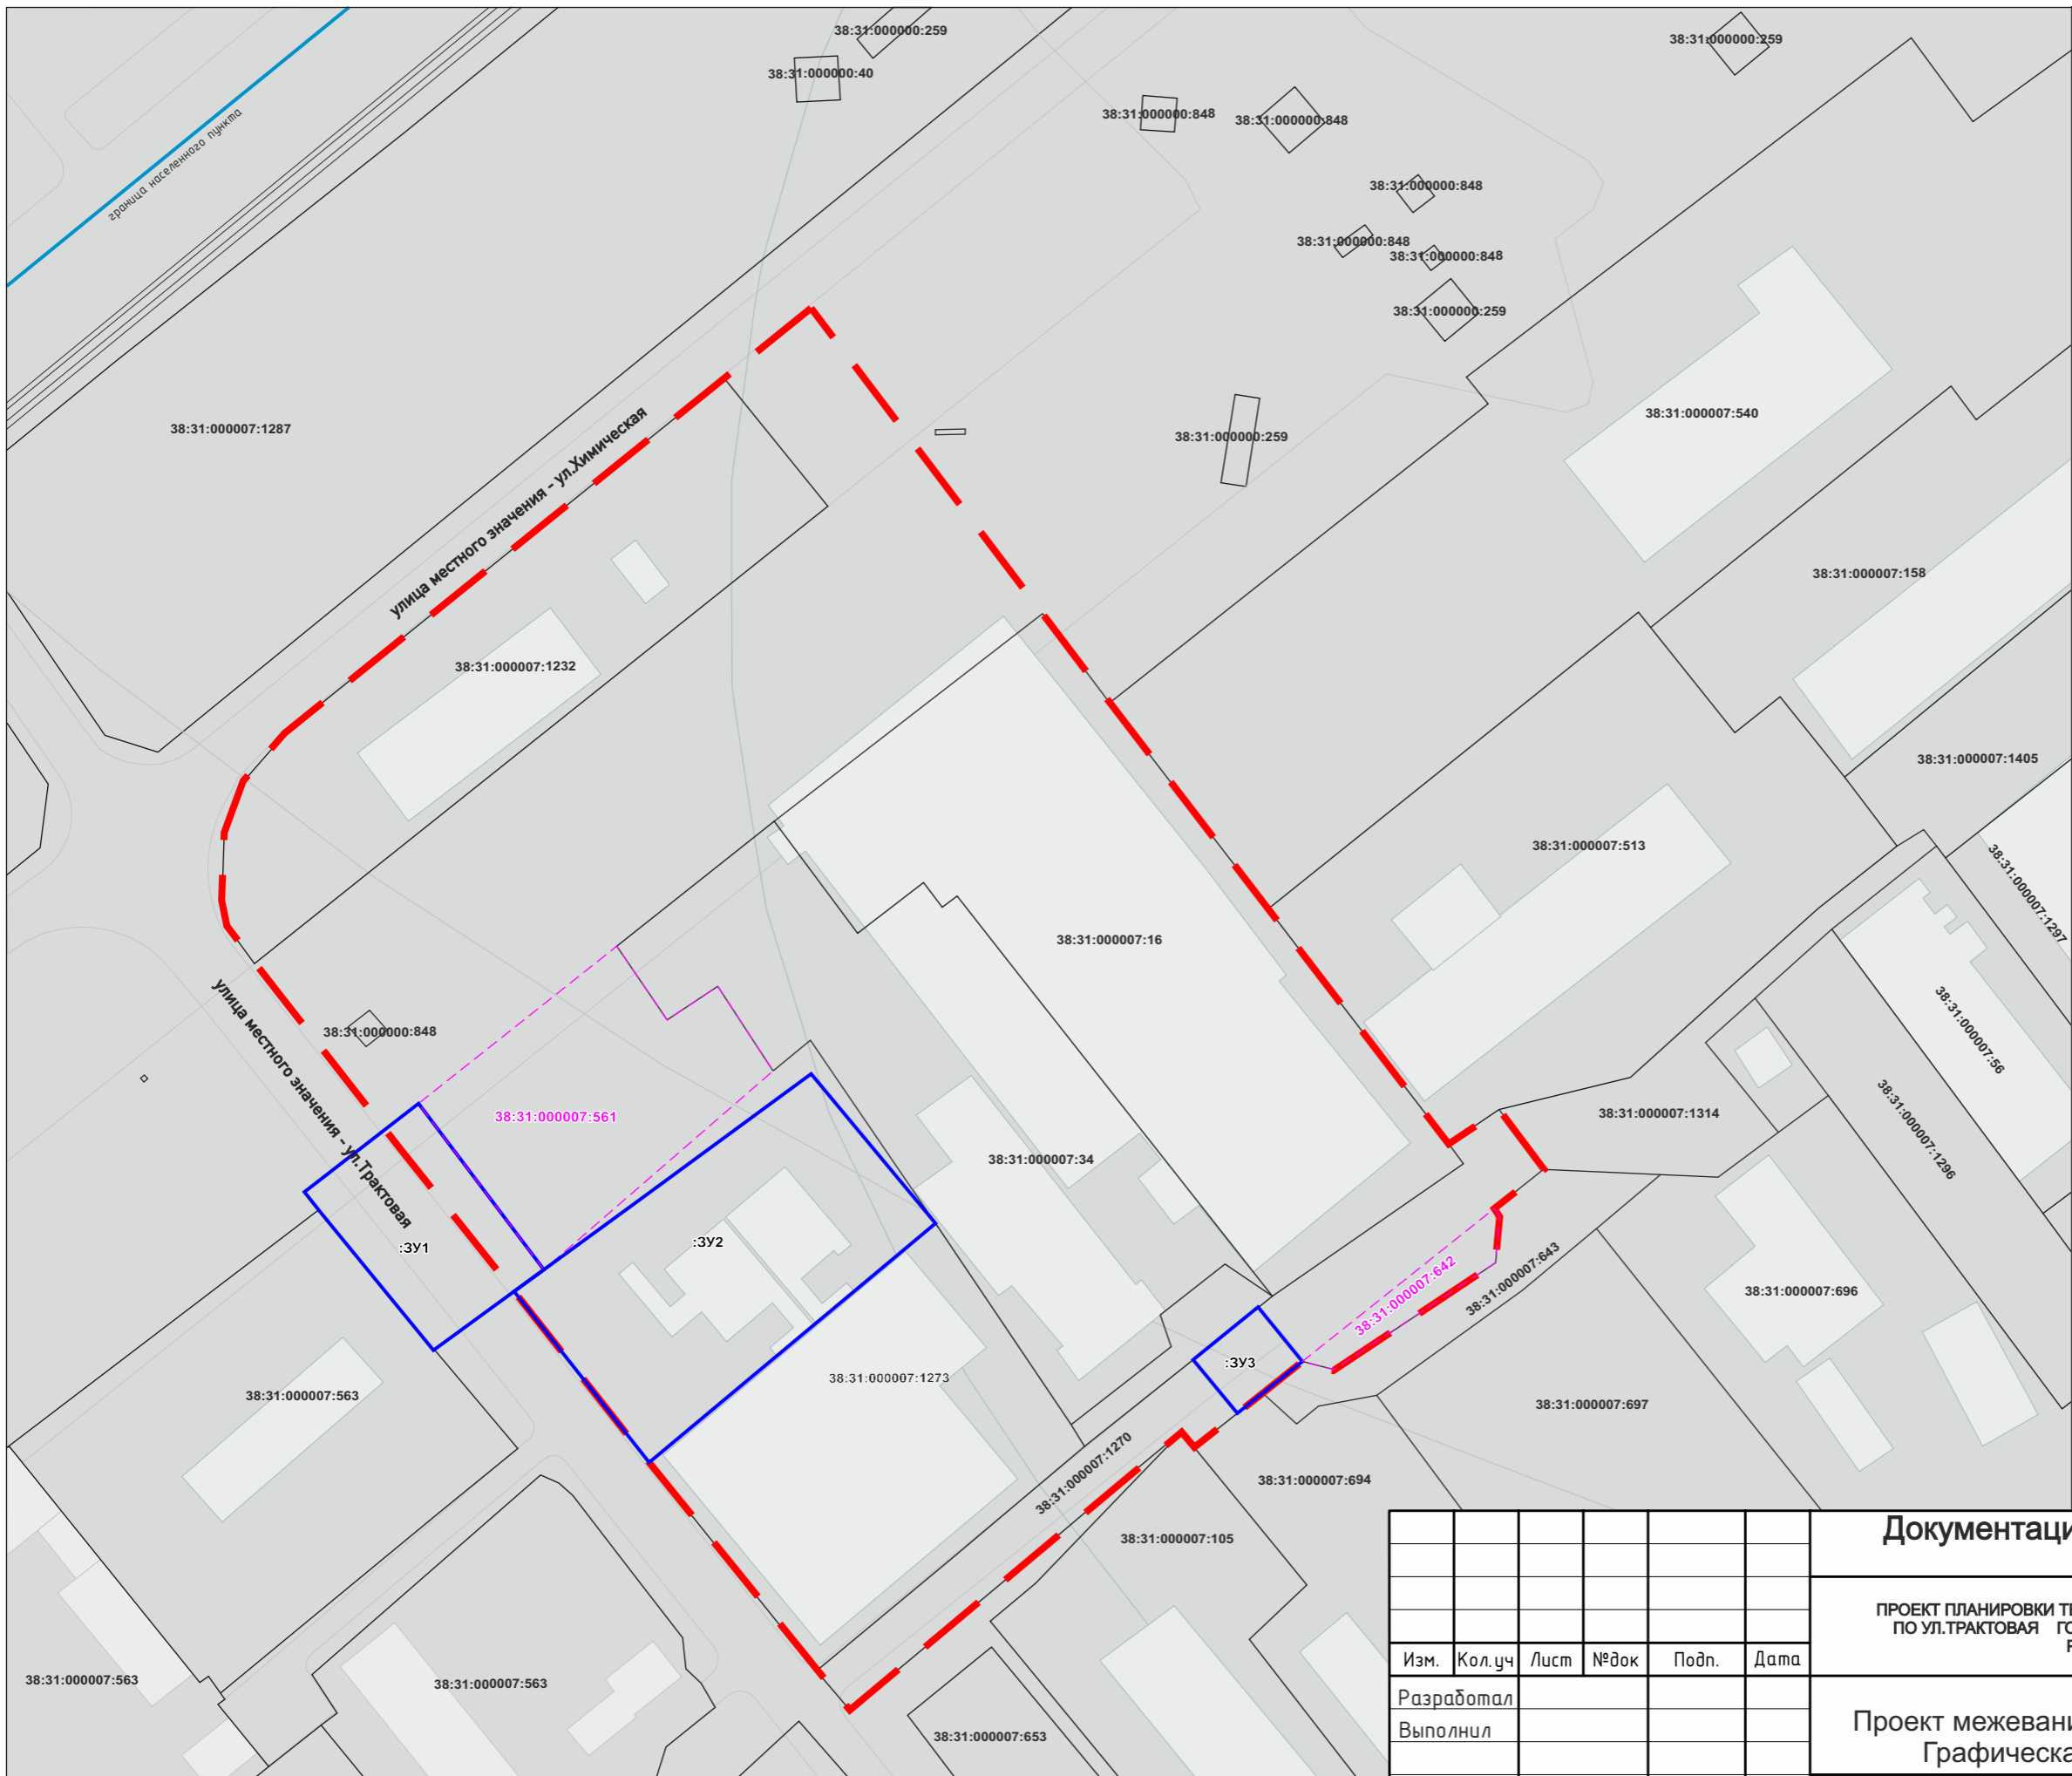 38:31:000000:259
38:31:000000:259
38:31:000000:40
38:31:000000:848
38:31:000000:848
граница населенного пункта
38:31:000000:848
38:31:000000:848
38:31:000000:848
38:31:000000:259
38:31:000007:1287
38:31:000000:259
38:31:000007:540
улица местного значения - ул.Химическая
38:31:000007:158
38:31:000007:1232
38:31:000007:1405
38:31:000007:513
38:31:000007:1297
38:31:000007:16
38:31:000000:848
38:31:000007:56
улица местного значения - ул.Трактовая
38:31:000007:561
38:31:000007:1314
38:31:000007:1296
38:31:000007:34
:ЗУ1
:ЗУ2
38:31:000007:642
38:31:000007:643
38:31:000007:696
:ЗУ3
38:31:000007:1273
38:31:000007:563
38:31:000007:697
38:31:000007:1270
38:31:000007:694
38:31:000007:105
38:31:000007:563
38:31:000007:563
38:31:000007:653
Документаци
ПРОЕКТ ПЛАНИРОВКИ ТЕ
ПО УЛ.ТРАКТОВАЯ ГО
Р
Изм. Кол.уч Лист №док Подп. Дата
Разработал
Выполнил
Проект межевани
Графическа